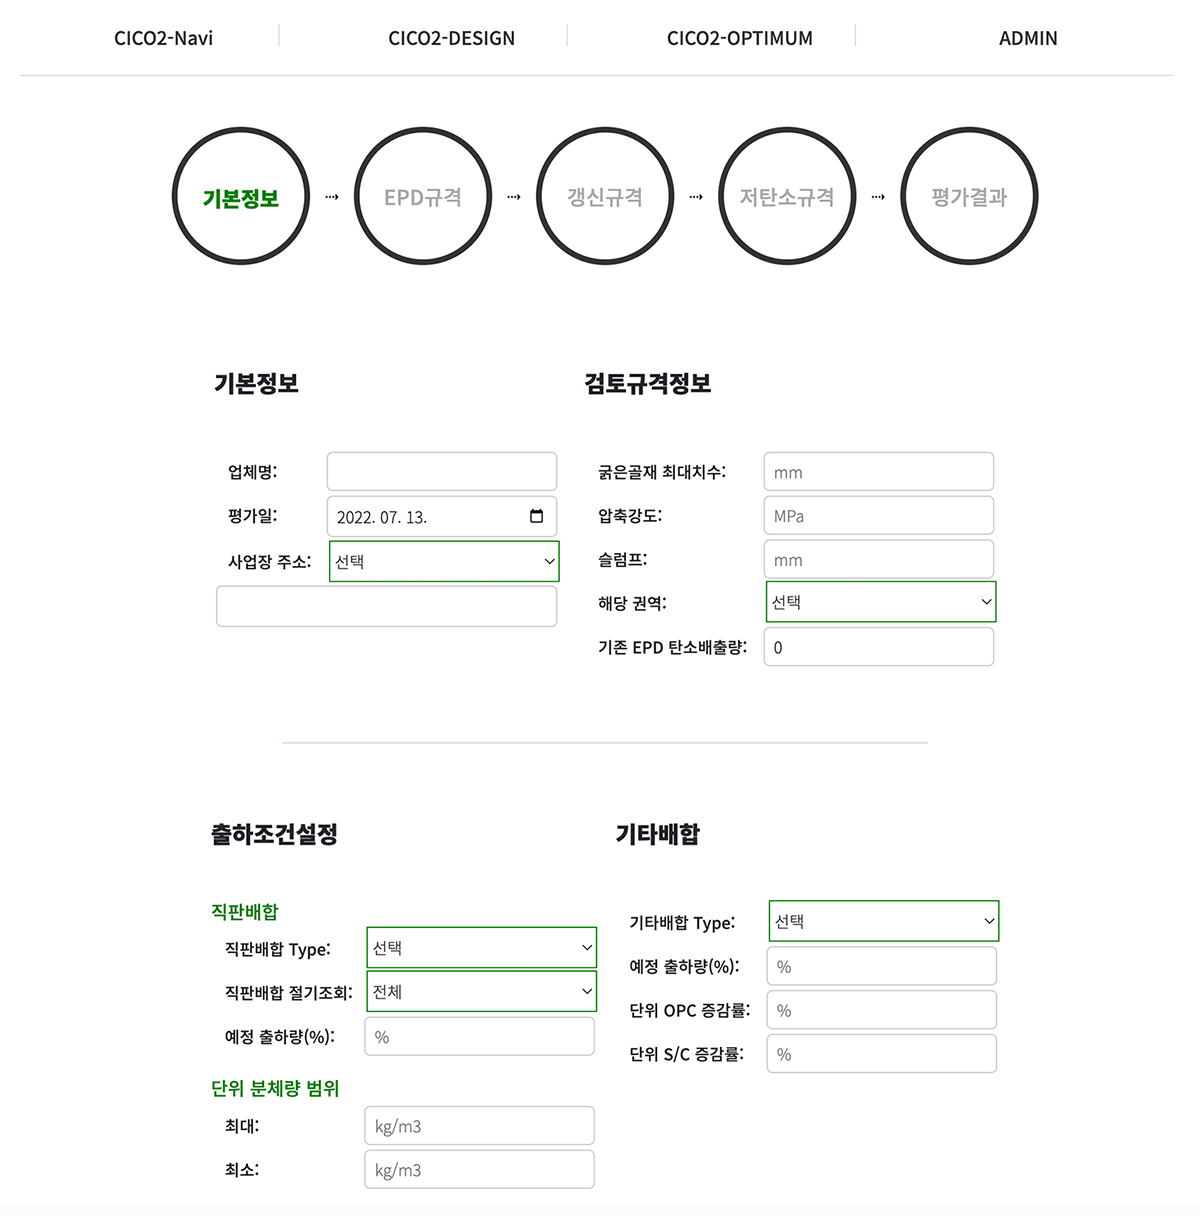 CICO2-Navi
CICO2-DESIGN
CICO2-OPTIMUM
ADMIN
기본정보
EPD규격
갱신규격
저탄소규격
평가결과
기본정보
업체명:
평가일:
2022. 07. 13.
사업장 주소:
선택
검토규격정보
굵은골재 최대치수:
mm
압축강도:
MPa
슬럼프:
mm
해당 권역:
선택
기존 EPD 탄소배출량:
0
출하조건설정
직판배합
직판배합 Type:
선택
직판배합 절기조회:
전체
예정 출하량(%):
%
단위 분체량 범위
최대:
kg/m3
최소:
kg/m3
기타배합
기타배합 Type:
선택
예정 출하량(%):
%
단위 OPC 증감률:
%
단위 S/C 증감률:
%